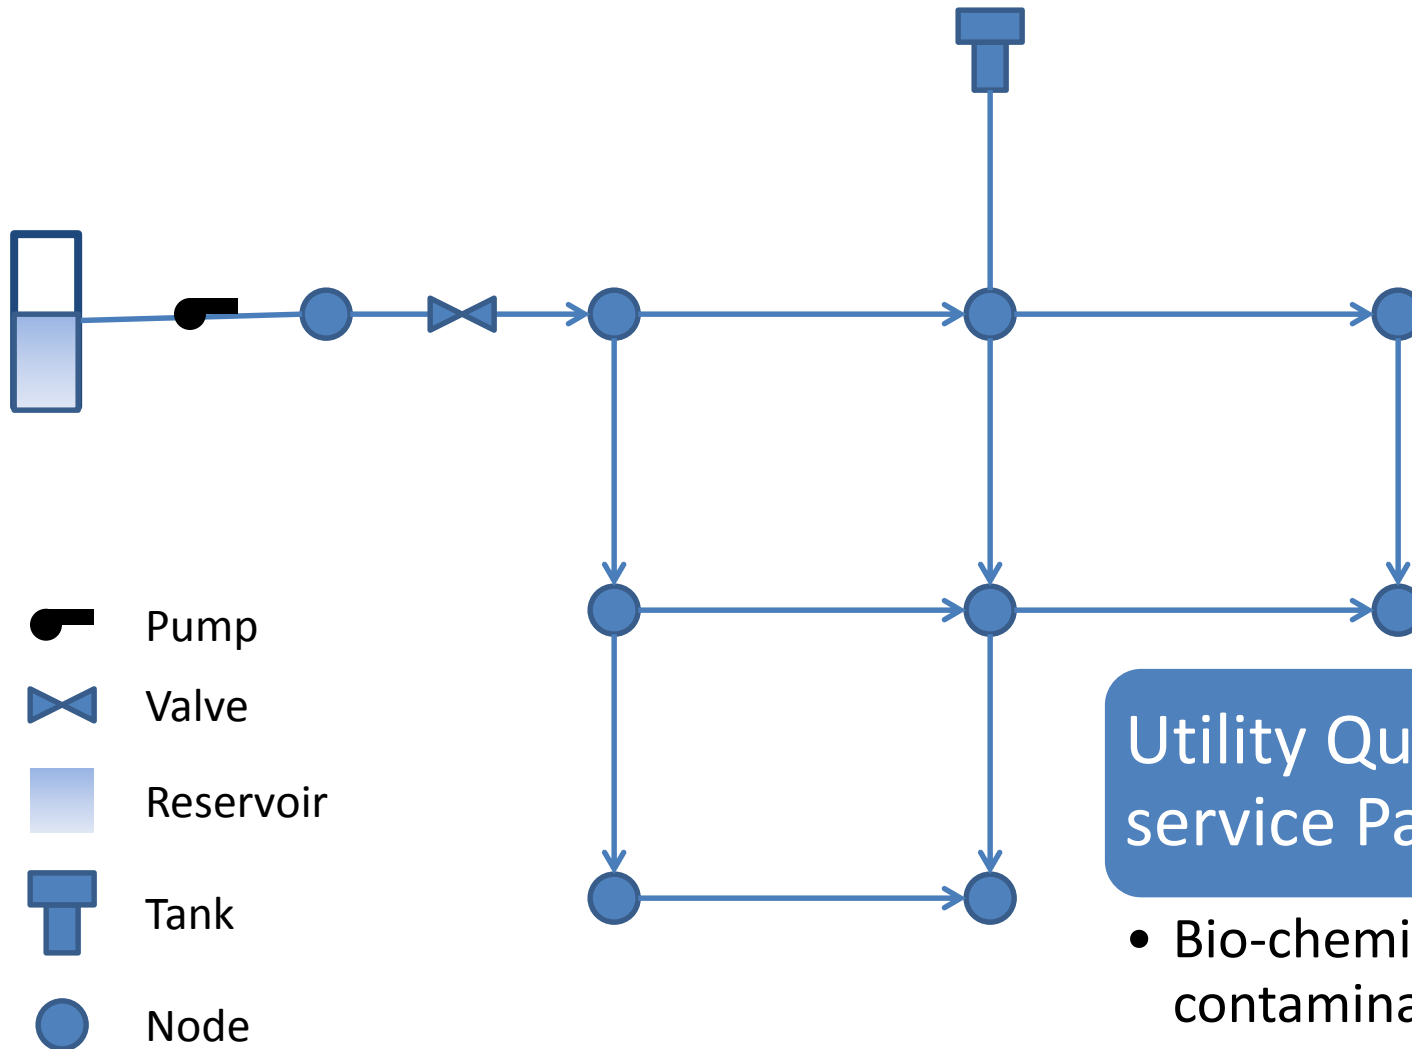 Pump
Valve
Reservoir
Tank
Node
Utility Qu
service Pa
• Bio-chemi
contamina